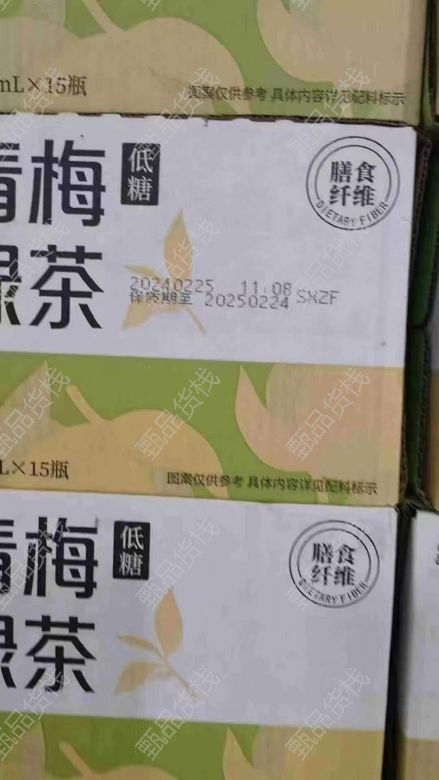 mL×15瓶
图案仅供参考 具体内容详见配料标示
青梅
绿茶
低糖
膳食
纤维
DIETARY FIBER
20240225 11:08
保质期至 20250224 SXZF
L×15瓶
图案仅供参考 具体内容详见配料标示
青梅
绿茶
低糖
膳食
纤维
DIETARY FIBER
甄品货栈